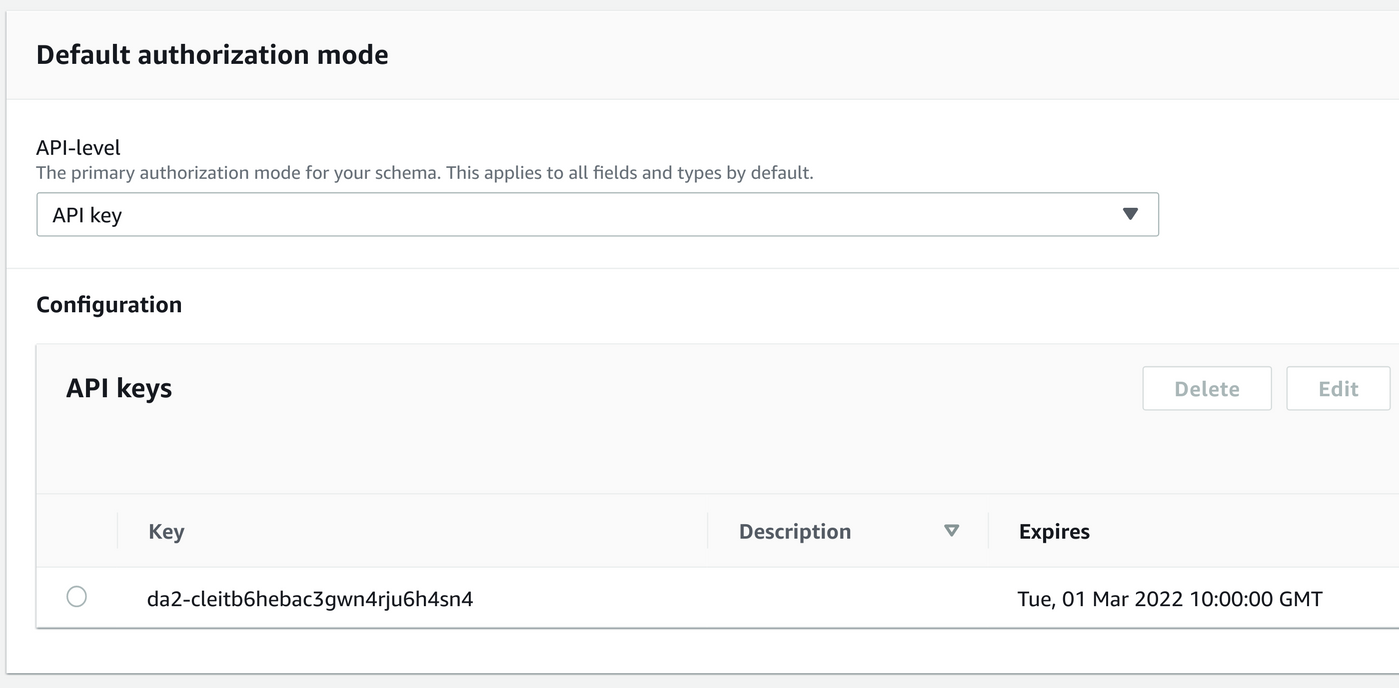 Default authorization mode
API-level
The primary authorization mode for your schema. This applies to all fields and types by default.
API key
Configuration
API keys
Delete
Edit
Key
Description
Expires
da2-cleitb6hebac3gwn4rju6h4sn4
Tue, 01 Mar 2022 10:00:00 GMT